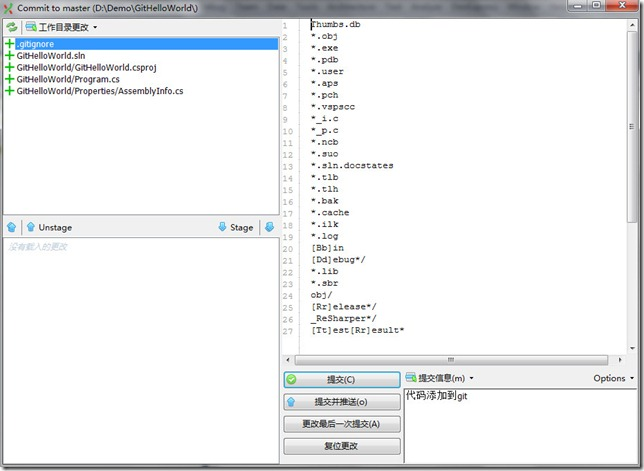 Commit to master (D:\Demo\GitHelloWorld\)
工作目录更改
.gitignore
GitHelloWorld.sln
GitHelloWorld/GitHelloWorld.csproj
GitHelloWorld/Program.cs
GitHelloWorld/Properties/AssemblyInfo.cs
Unstage
Stage
没有载入的更改
1 Thumbs.db
2 *.obj
3 *.exe
4 *.pdb
5 *.user
6 *.aps
7 *.pch
8 *.vspscc
9 *_i.c
10 *_p.c
11 *.ncb
12 *.suo
13 *.sln.docstates
14 *.tlb
15 *.tlh
16 *.bak
17 *.cache
18 *.ilk
19 *.log
20 [Bb]in
21 [Dd]ebug*/
22 *.lib
23 *.sbr
24 obj/
25 [Rr]elease*/
26 _ReSharper*/
27 [Tt]est[Rr]esult*
提交(C)
提交并推送(o)
更改最后一次提交(A)
复位更改
提交信息(m)
Options
代码添加到git